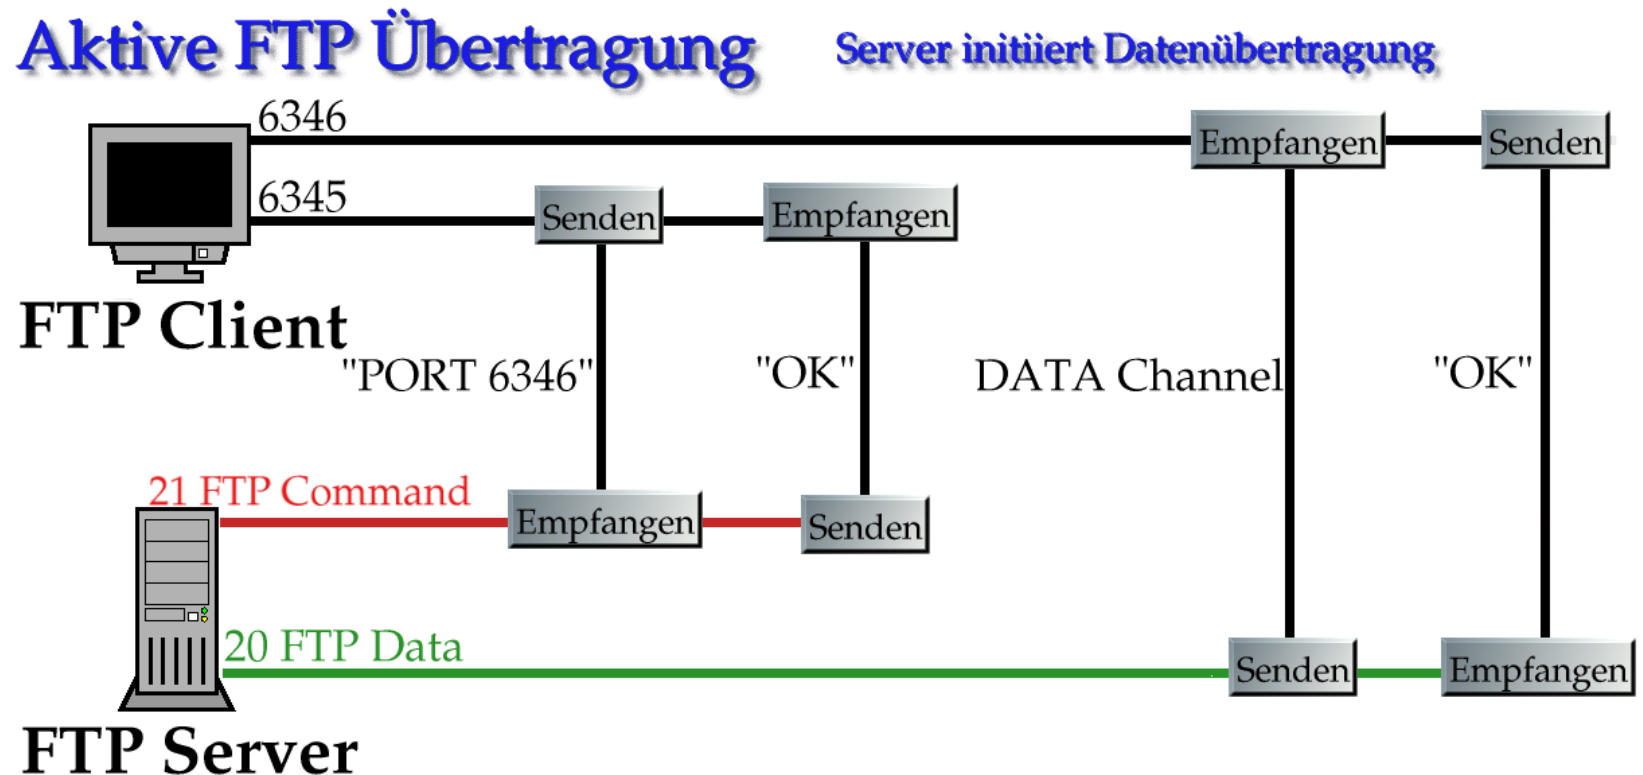 Aktive FTP Übertragung
Server initiiert Datenübertragung
6346
Empfangen
Senden
6345
Senden
Empfangen
FTP Client
"PORT 6346"
"OK"
DATA Channel
"OK"
21 FTP Command
Empfangen
Senden
20 FTP Data
Senden
Empfangen
FTP Server